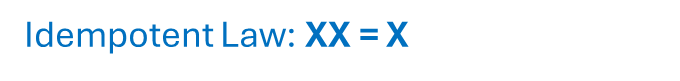 Idempotent Law: XX = X